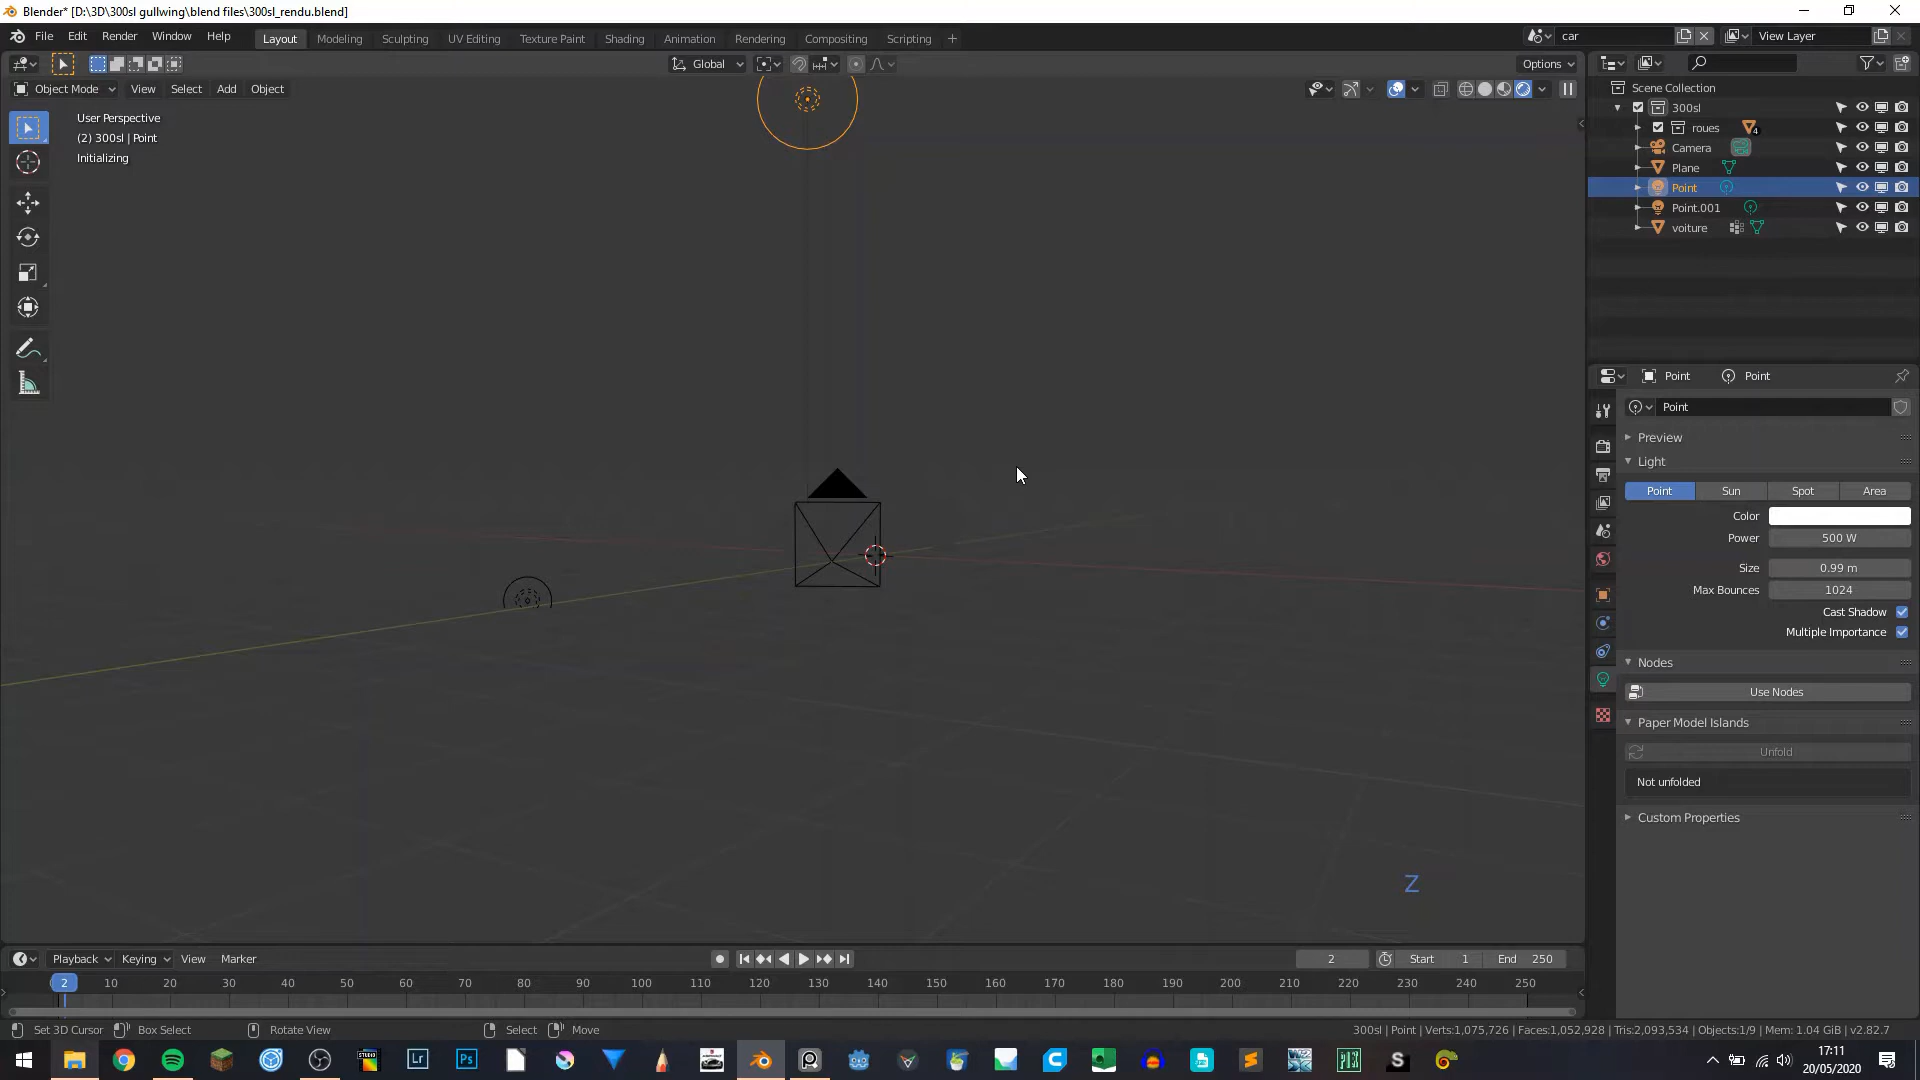 Blender* [D:\3D\300sl gullwing\blend files\300sl_rendu.blend]
File Edit Render Window Help Layout Modeling Sculpting UV Editing Texture Paint Shading Animation Rendering Compositing Scripting + car View Layer
Global Options
Object Mode View Select Add Object
User Perspective
(2) 300sl | Point
Initializing
Scene Collection
300sl
roues 4
Camera
Plane
Point
Point.001
voiture
Point Point
Point
Preview
Light
Point Sun Spot Area
Color
Power 500 W
Size 0.99 m
Max Bounces 1024
Cast Shadow
Multiple Importance
Nodes
Use Nodes
Paper Model Islands
Unfold
Not unfolded
Custom Properties
Z
Playback Keying View Marker 2 Start 1 End 250
2 10 20 30 40 50 60 70 80 90 100 110 120 130 140 150 160 170 180 190 200 210 220 230 240 250
Set 3D Cursor Box Select Rotate View Select Move 300sl | Point | Verts:1,075,726 | Faces:1,052,928 | Tris:2,093,534 | Objects:1/9 | Mem: 1.04 GiB | v2.82.7
STUDIO Lr Ps S
17:11
20/05/2020